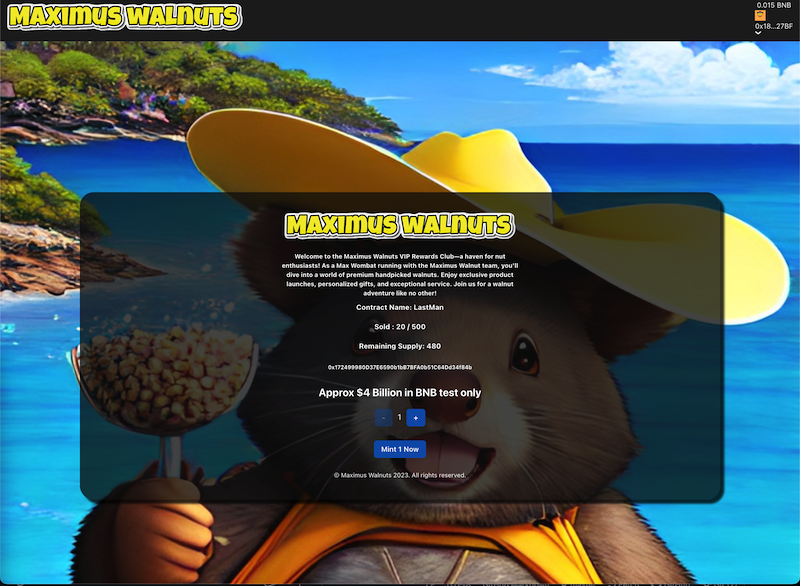 MAXIMUS WALNUTS
0.015 BNB
0x18...27BF
MAXIMUS WALNUTS
Welcome to the Maximus Walnuts VIP Rewards Club—a haven for nut
enthusiasts! As a Max Wombat running with the Maximus Walnut team, you'll
dive into a world of premium handpicked walnuts. Enjoy exclusive product
launches, personalized gifts, and exceptional service. Join us for a walnut
adventure like no other!
Contract Name: LastMan
Sold : 20 / 500
Remaining Supply: 480
0x172499980D37E6590b1bB7BFA0b51C64Dd34f84b
Approx $4 Billion in BNB test only
- 1 +
Mint 1 Now
© Maximus Walnuts 2023. All rights reserved.